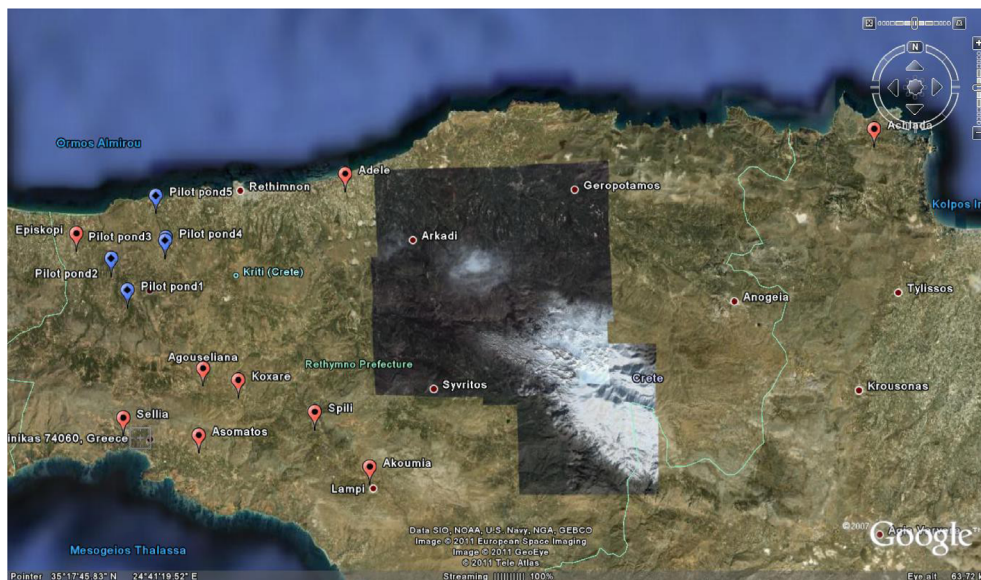 N
Achlada
Ormos Almirou
Adele
Pilot pond5
Rethimnon
Geropotamos
Kolpos
Episkopi
Pilot pond3
Pilot pond4
Arkadi
Pilot pond2
Kriti (Crete)
Pilot pond1
Tylissos
Anogeia
Agouseliana
Rethymno Prefecture
Koxare
Crete
Syvritos
Krousonas
Sellia
Spili
Asomatos
inikas 74060, Greece
Akoumia
Lampi
Data SIO, NOAA, U.S. Navy, NGA, GEBCO
Image © 2011 European Space Imaging
Image © 2011 GeoEye
© 2011 Tele Atlas
©2007 Google™
Mesogeios Thalassa
Pointer 35°17'45.83" N 24°41'19.52" E
Streaming |||||||||| 100%
Eye alt 63.72